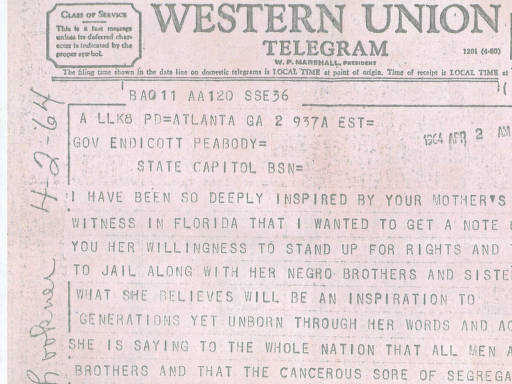 CLASS OF SERVICE
This is a fast message
unless its deferred char-
acter is indicated by the
proper symbol.
WESTERN UNION
TELEGRAM
W. P. MARSHALL, PRESIDENT
1201 (4-60)
The filing time shown in the date line on domestic telegrams is LOCAL TIME at point of origin. Time of receipt is LOCAL TIME at
BA011 AA120 SSE36
A LLK8 PD=ATLANTA GA 2 937A EST=
1964 APR 2 AM
GOV ENDICOTT PEABODY=
STATE CAPITOL BSN=
I HAVE BEEN SO DEEPLY INSPIRED BY YOUR MOTHER'S
WITNESS IN FLORIDA THAT I WANTED TO GET A NOTE
YOU HER WILLINGNESS TO STAND UP FOR RIGHTS AND
TO JAIL ALONG WITH HER NEGRO BROTHERS AND SISTE
WHAT SHE BELIEVES WILL BE AN INSPIRATION TO
GENERATIONS YET UNBORN THROUGH HER WORDS AND AC
SHE IS SAYING TO THE WHOLE NATION THAT ALL MEN A
BROTHERS AND THAT THE CANCEROUS SORE OF SEGREGA
4-2-64